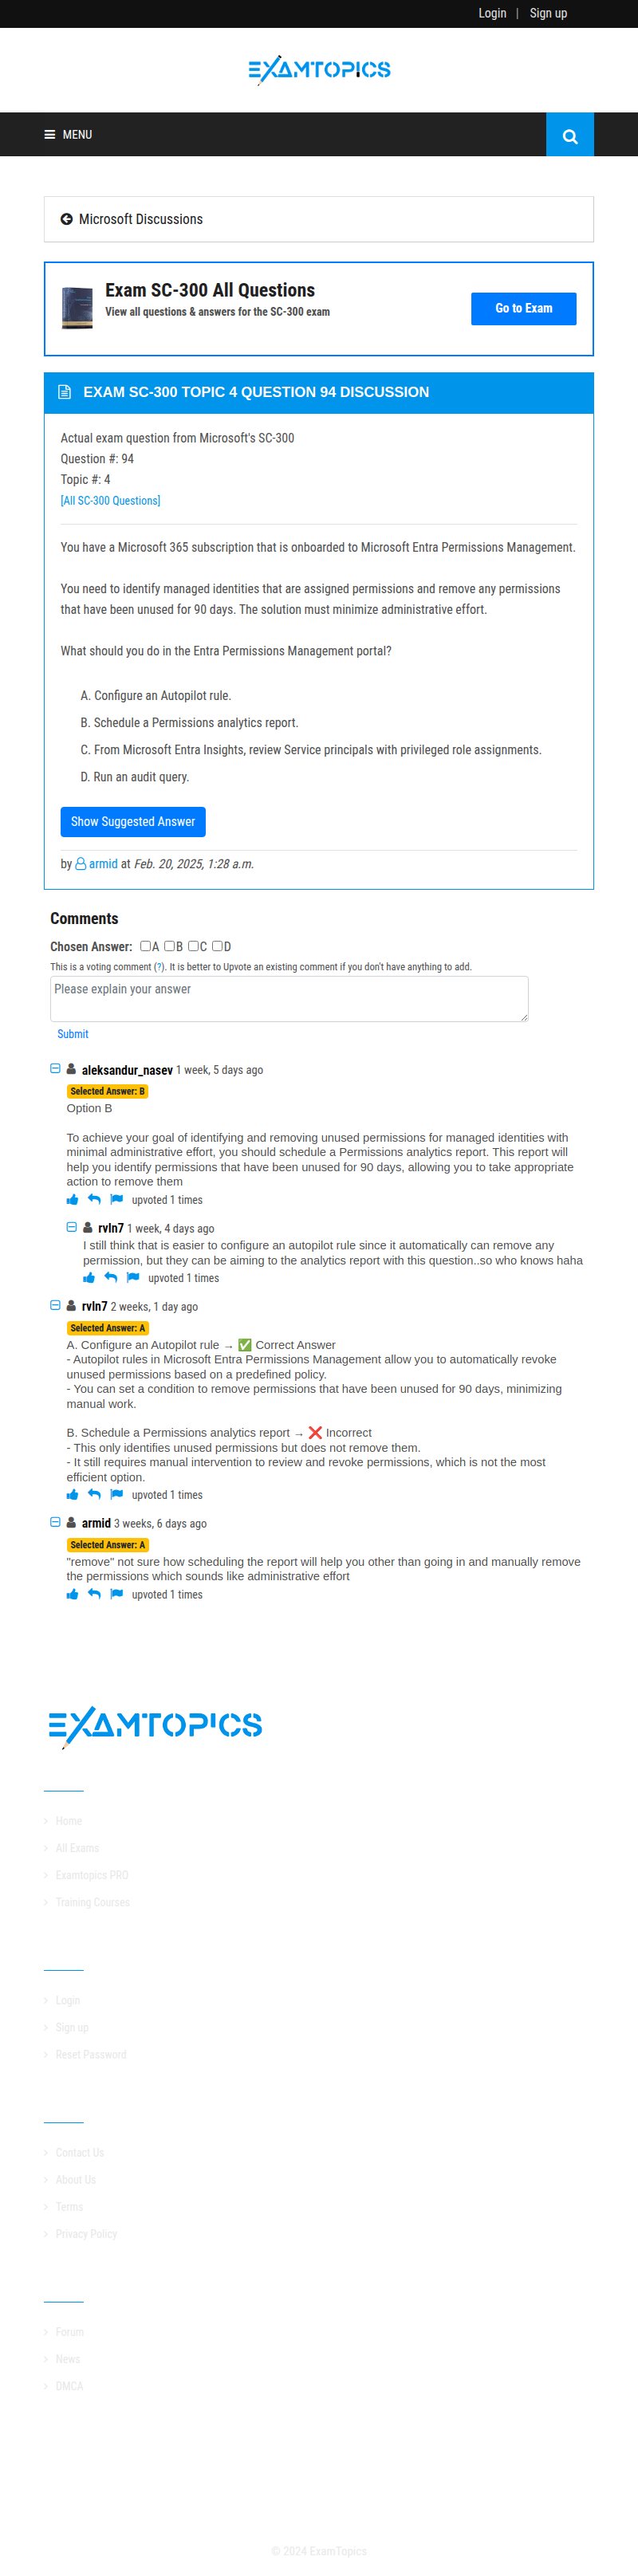 Login | Sign up
EXAMTOPICS
MENU
Microsoft Discussions
Exam SC-300 All Questions
View all questions & answers for the SC-300 exam
Go to Exam
EXAM SC-300 TOPIC 4 QUESTION 94 DISCUSSION
Actual exam question from Microsoft's SC-300
Question #: 94
Topic #: 4
[All SC-300 Questions]
You have a Microsoft 365 subscription that is onboarded to Microsoft Entra Permissions Management.
You need to identify managed identities that are assigned permissions and remove any permissions
that have been unused for 90 days. The solution must minimize administrative effort.
What should you do in the Entra Permissions Management portal?
A. Configure an Autopilot rule.
B. Schedule a Permissions analytics report.
C. From Microsoft Entra Insights, review Service principals with privileged role assignments.
D. Run an audit query.
Show Suggested Answer
by armid at Feb. 20, 2025, 1:28 a.m.
Comments
Chosen Answer: A B C D
This is a voting comment (?). It is better to Upvote an existing comment if you don't have anything to add.
Please explain your answer
Submit
aleksandur_nasev 1 week, 5 days ago
Selected Answer: B
Option B
To achieve your goal of identifying and removing unused permissions for managed identities with
minimal administrative effort, you should schedule a Permissions analytics report. This report will
help you identify permissions that have been unused for 90 days, allowing you to take appropriate
action to remove them
upvoted 1 times
rvln7 1 week, 4 days ago
I still think that is easier to configure an autopilot rule since it automatically can remove any
permission, but they can be aiming to the analytics report with this question..so who knows haha
upvoted 1 times
rvln7 2 weeks, 1 day ago
Selected Answer: A
A. Configure an Autopilot rule → ✅ Correct Answer
- Autopilot rules in Microsoft Entra Permissions Management allow you to automatically revoke
unused permissions based on a predefined policy.
- You can set a condition to remove permissions that have been unused for 90 days, minimizing
manual work.
B. Schedule a Permissions analytics report → ❌ Incorrect
- This only identifies unused permissions but does not remove them.
- It still requires manual intervention to review and revoke permissions, which is not the most
efficient option.
upvoted 1 times
armid 3 weeks, 6 days ago
Selected Answer: A
"remove" not sure how scheduling the report will help you other than going in and manually remove
the permissions which sounds like administrative effort
upvoted 1 times
EXAMTOPICS
Home
All Exams
Examtopics PRO
Training Courses
Login
Sign up
Reset Password
Contact Us
About Us
Terms
Privacy Policy
Forum
News
DMCA
© 2024 ExamTopics